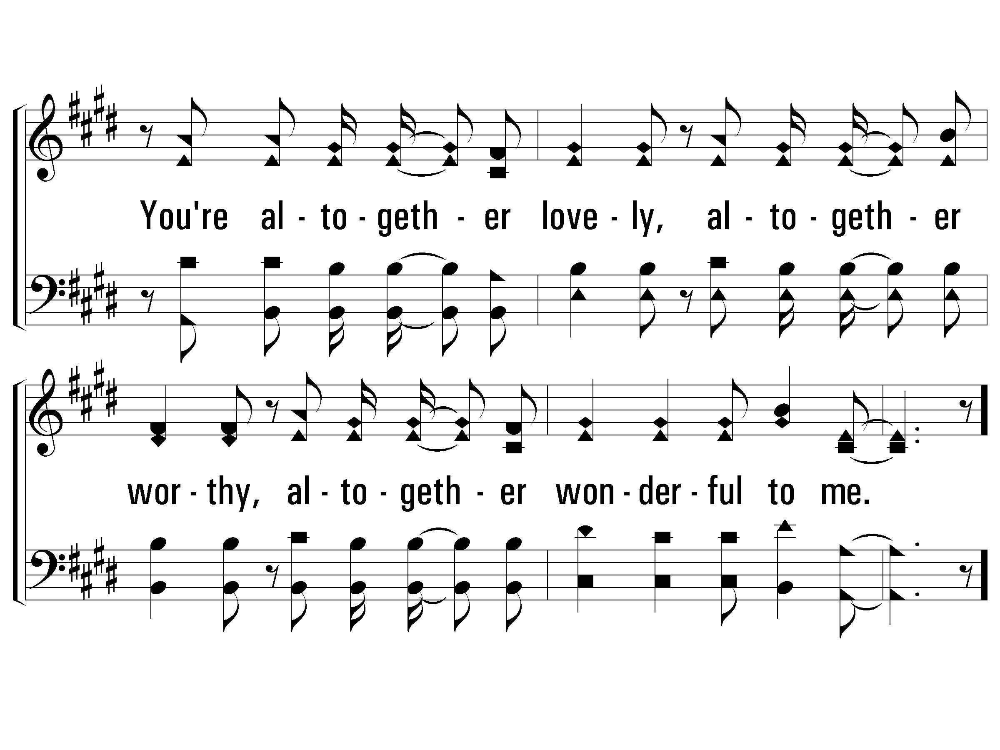 You're al - to - geth - er love - ly, al - to - geth - er
wor - thy, al - to - geth - er won - der - ful to me.